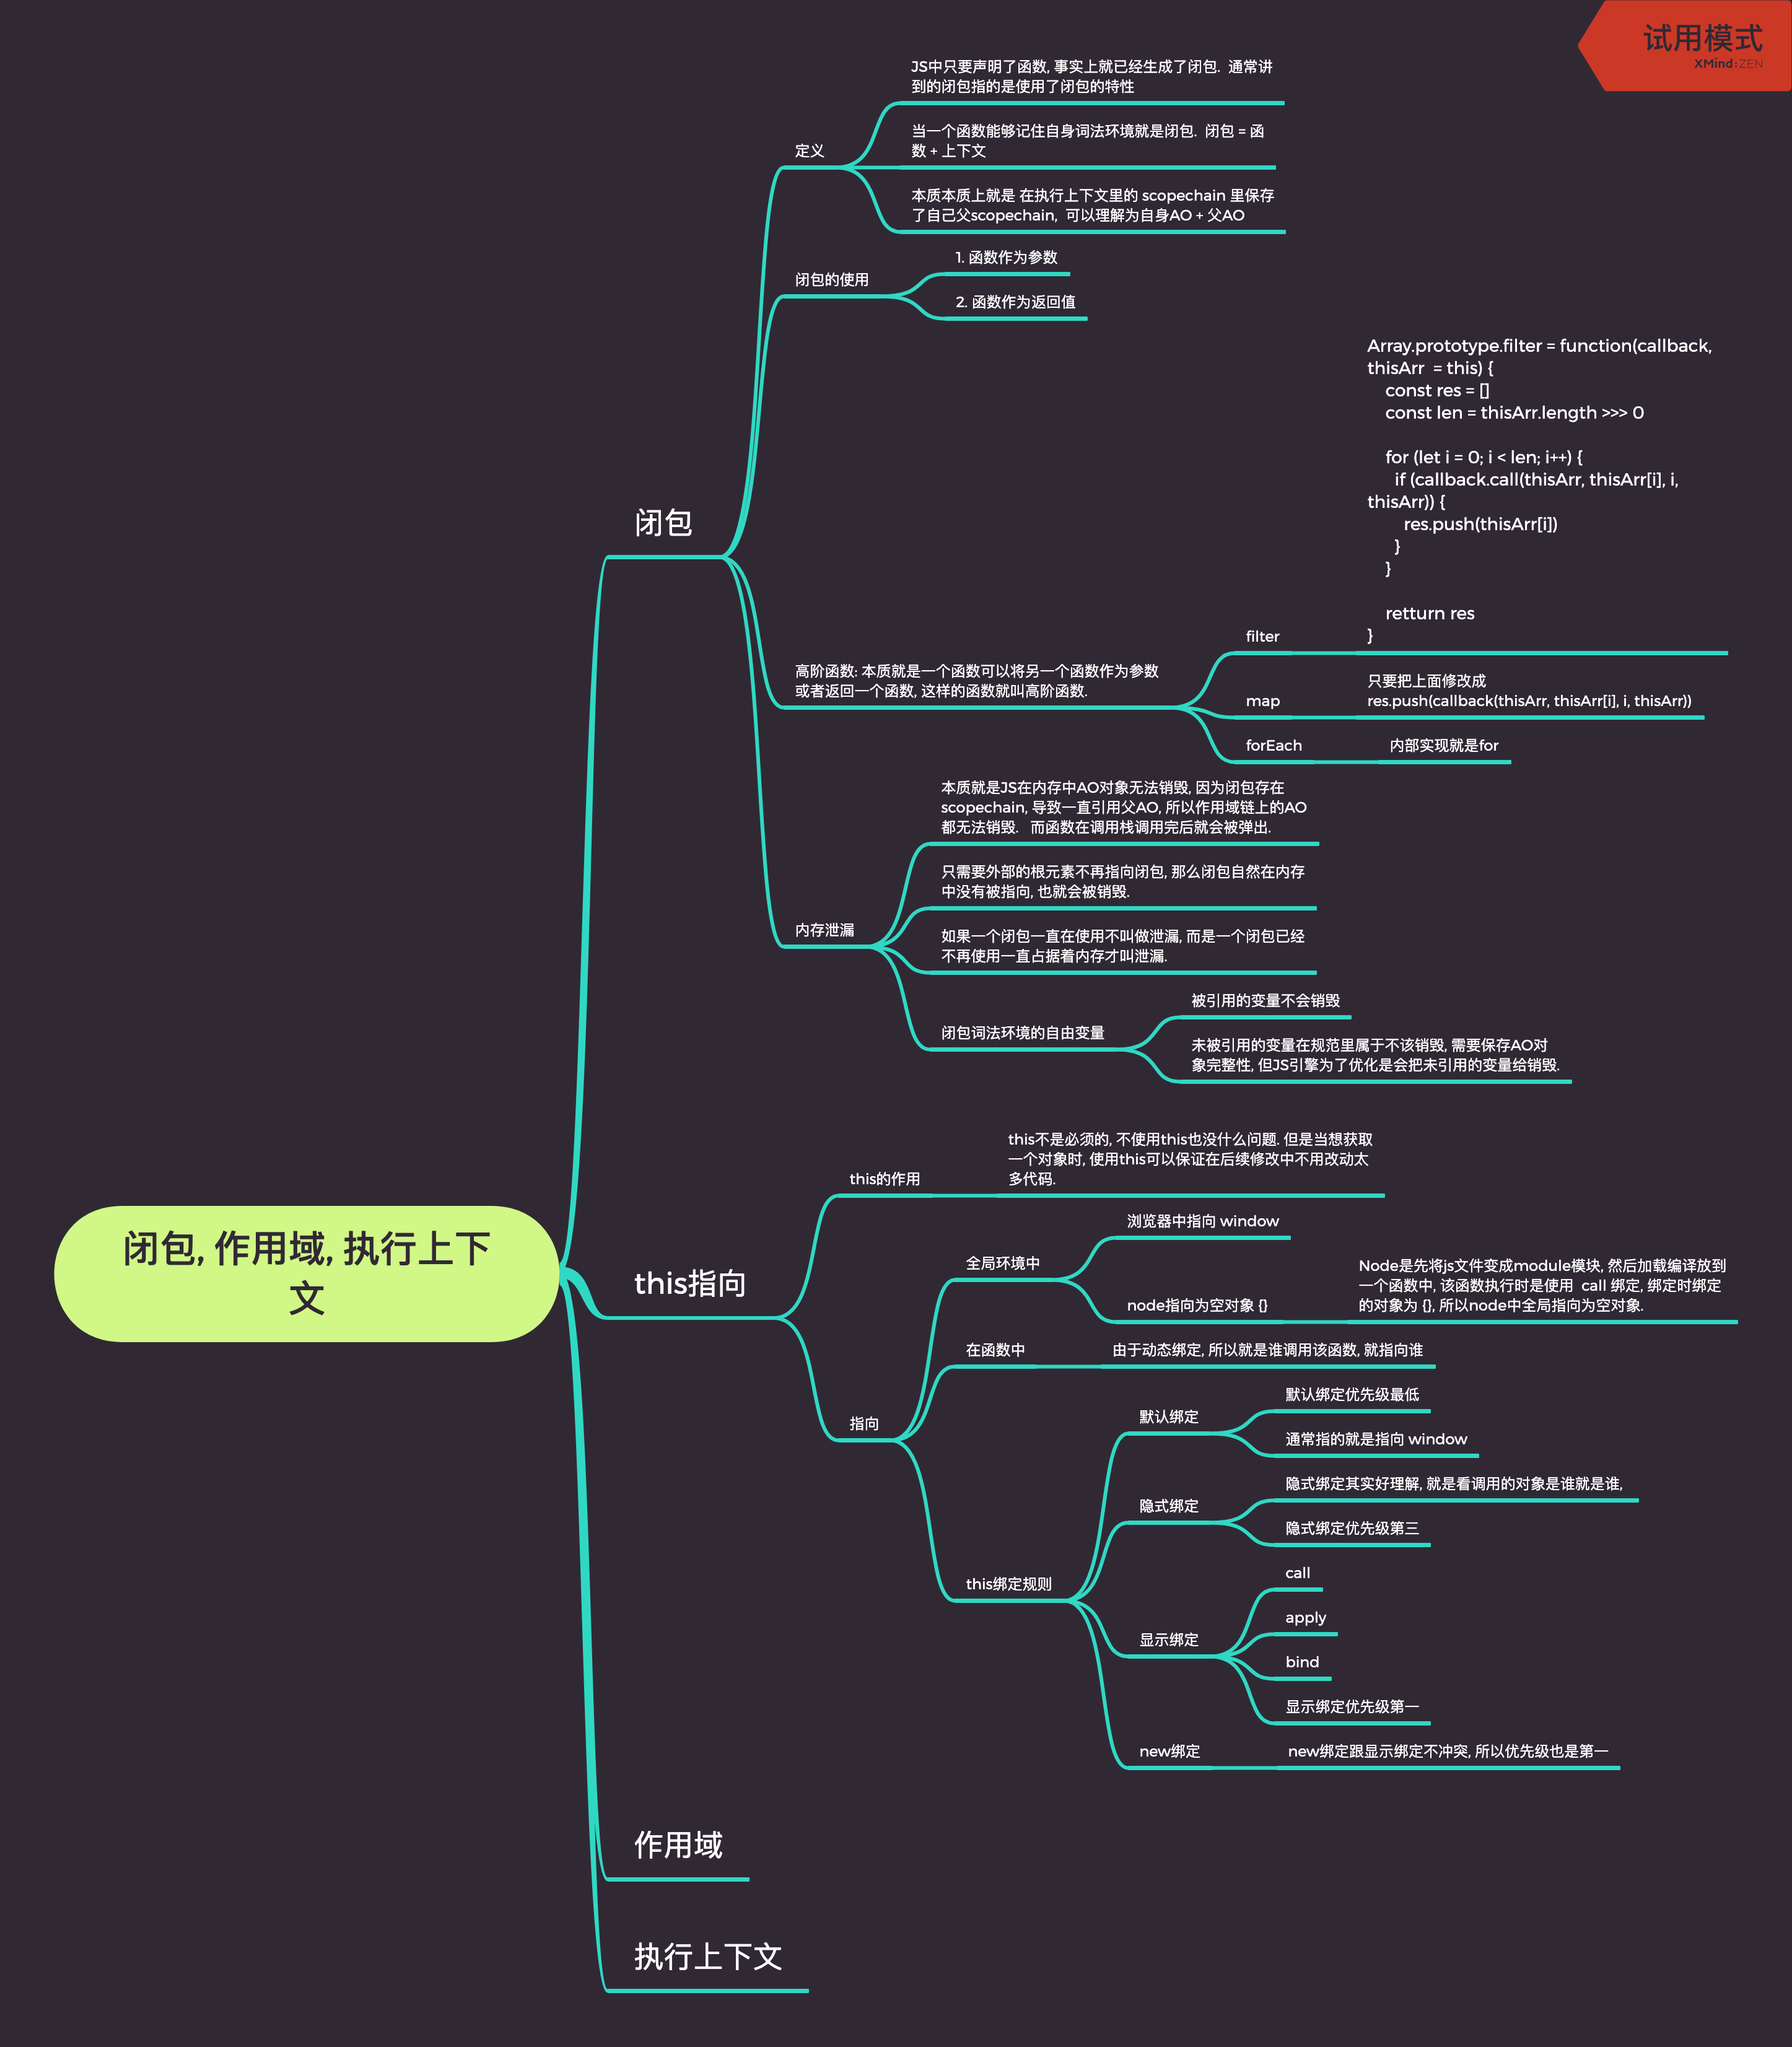 试用模式
XMind:ZEN
闭包, 作用域, 执行上下
文
闭包
定义
JS中只要声明了函数, 事实上就已经生成了闭包.  通常讲
到的闭包指的是使用了闭包的特性
当一个函数能够记住自身词法环境就是闭包.  闭包 = 函
数 + 上下文
本质本质上就是 在执行上下文里的 scopechain 里保存
了自己父scopechain,  可以理解为自身AO + 父AO
闭包的使用
1. 函数作为参数
2. 函数作为返回值
高阶函数: 本质就是一个函数可以将另一个函数作为参数
或者返回一个函数, 这样的函数就叫高阶函数.
filter
Array.prototype.filter = function(callback,
thisArr  = this) {
    const res = []
    const len = thisArr.length >>> 0
    for (let i = 0; i < len; i++) {
      if (callback.call(thisArr, thisArr[i], i,
thisArr)) {
        res.push(thisArr[i])
      }
    }
    retturn res
}
map
只要把上面修改成
res.push(callback(thisArr, thisArr[i], i, thisArr))
forEach
内部实现就是for
内存泄漏
本质就是JS在内存中AO对象无法销毁, 因为闭包存在
scopechain, 导致一直引用父AO, 所以作用域链上的AO
都无法销毁.   而函数在调用栈调用完后就会被弹出.
只需要外部的根元素不再指向闭包, 那么闭包自然在内存
中没有被指向, 也就会被销毁.
如果一个闭包一直在使用不叫做泄漏, 而是一个闭包已经
不再使用一直占据着内存才叫泄漏.
闭包词法环境的自由变量
被引用的变量不会销毁
未被引用的变量在规范里属于不该销毁, 需要保存AO对
象完整性, 但JS引擎为了优化是会把未引用的变量给销毁.
this指向
this的作用
this不是必须的, 不使用this也没什么问题. 但是当想获取
一个对象时, 使用this可以保证在后续修改中不用改动太
多代码.
指向
全局环境中
浏览器中指向 window
node指向为空对象 {}
Node是先将js文件变成module模块, 然后加载编译放到
一个函数中, 该函数执行时是使用  call 绑定, 绑定时绑定
的对象为 {}, 所以node中全局指向为空对象.
在函数中
由于动态绑定, 所以就是谁调用该函数, 就指向谁
this绑定规则
默认绑定
默认绑定优先级最低
通常指的就是指向 window
隐式绑定
隐式绑定其实好理解, 就是看调用的对象是谁就是谁,
隐式绑定优先级第三
显示绑定
call
apply
bind
显示绑定优先级第一
new绑定
new绑定跟显示绑定不冲突, 所以优先级也是第一
作用域
执行上下文